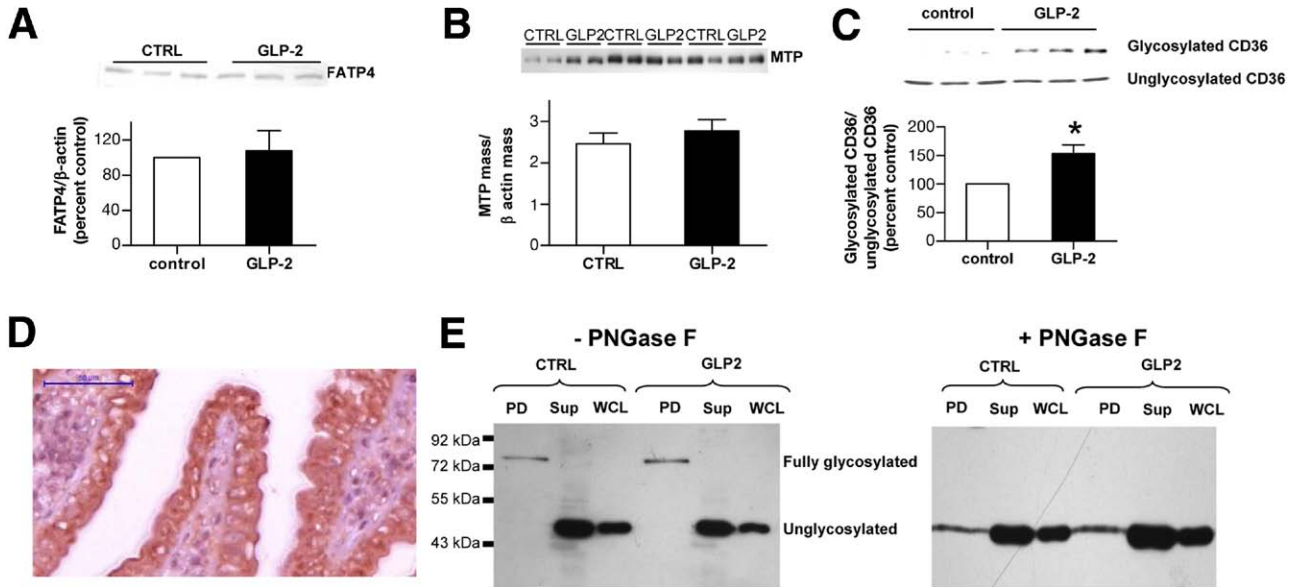 A
CTRL GLP-2
FATP4
FATP4/β-actin
(percent control)
120
80
40
0
control GLP-2
B
CTRL GLP2 CTRL GLP2 CTRL GLP2
MTP
MTP mass/
β actin mass
3
2
1
0
CTRL GLP-2
C
control GLP-2
Glycosylated CD36
Unglycosylated CD36
Glycosylated CD36/
unglycosylated CD36
(percent control)
200
150
100
50
0
*
control GLP-2
D
E
- PNGase F
CTRL GLP2
PD Sup WCL PD Sup WCL
92 kDa
72 kDa
55 kDa
43 kDa
Fully glycosylated
Unglycosylated
+ PNGase F
CTRL GLP2
PD Sup WCL PD Sup WCL